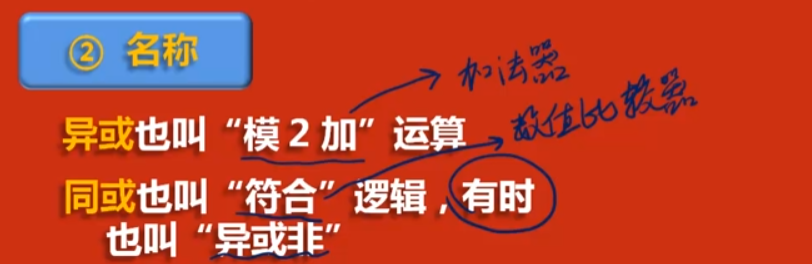 ② 名称
加法器
数值比较器
异或也叫“模2加”运算
同或也叫“符合”逻辑，有时
也叫“异或非”